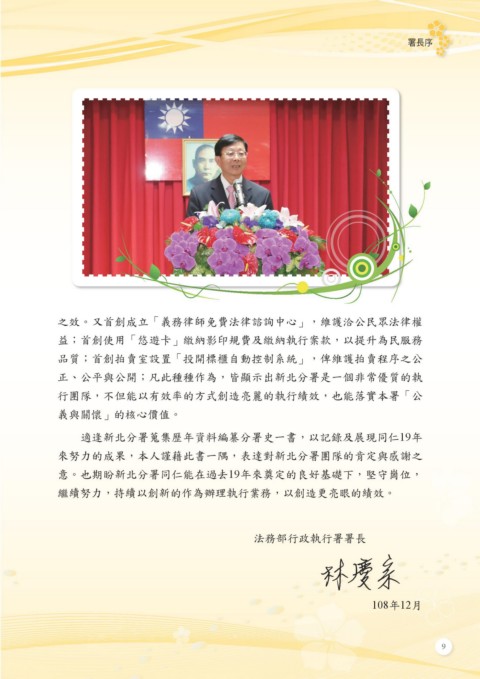 署長序
之效。又首創成立「義務律師免費法律諮詢中心」，維護洽公民眾法律權
益；首創使用「悠遊卡」繳納影印規費及繳納執行案款，以提升為民服務
品質；首創拍賣室設置「投開標櫃自動控制系統」，俾維護拍賣程序之公
正、公平與公開；凡此種種作為，皆顯示出新北分署是一個非常優質的執
行團隊，不但能以有效率的方式創造亮麗的執行績效，也能落實本署「公
義與關懷」的核心價值。
適逢新北分署蒐集歷年資料編纂分署史一書，以記錄及展現同仁19年
來努力的成果，本人謹藉此書一隅，表達對新北分署團隊的肯定與感謝之
意。也期盼新北分署同仁能在過去19年來奠定的良好基礎下，堅守崗位，
繼續努力，持續以創新的作為辦理執行業務，以創造更亮眼的績效。
法務部行政執行署署長
林慶宗
108年12月
9